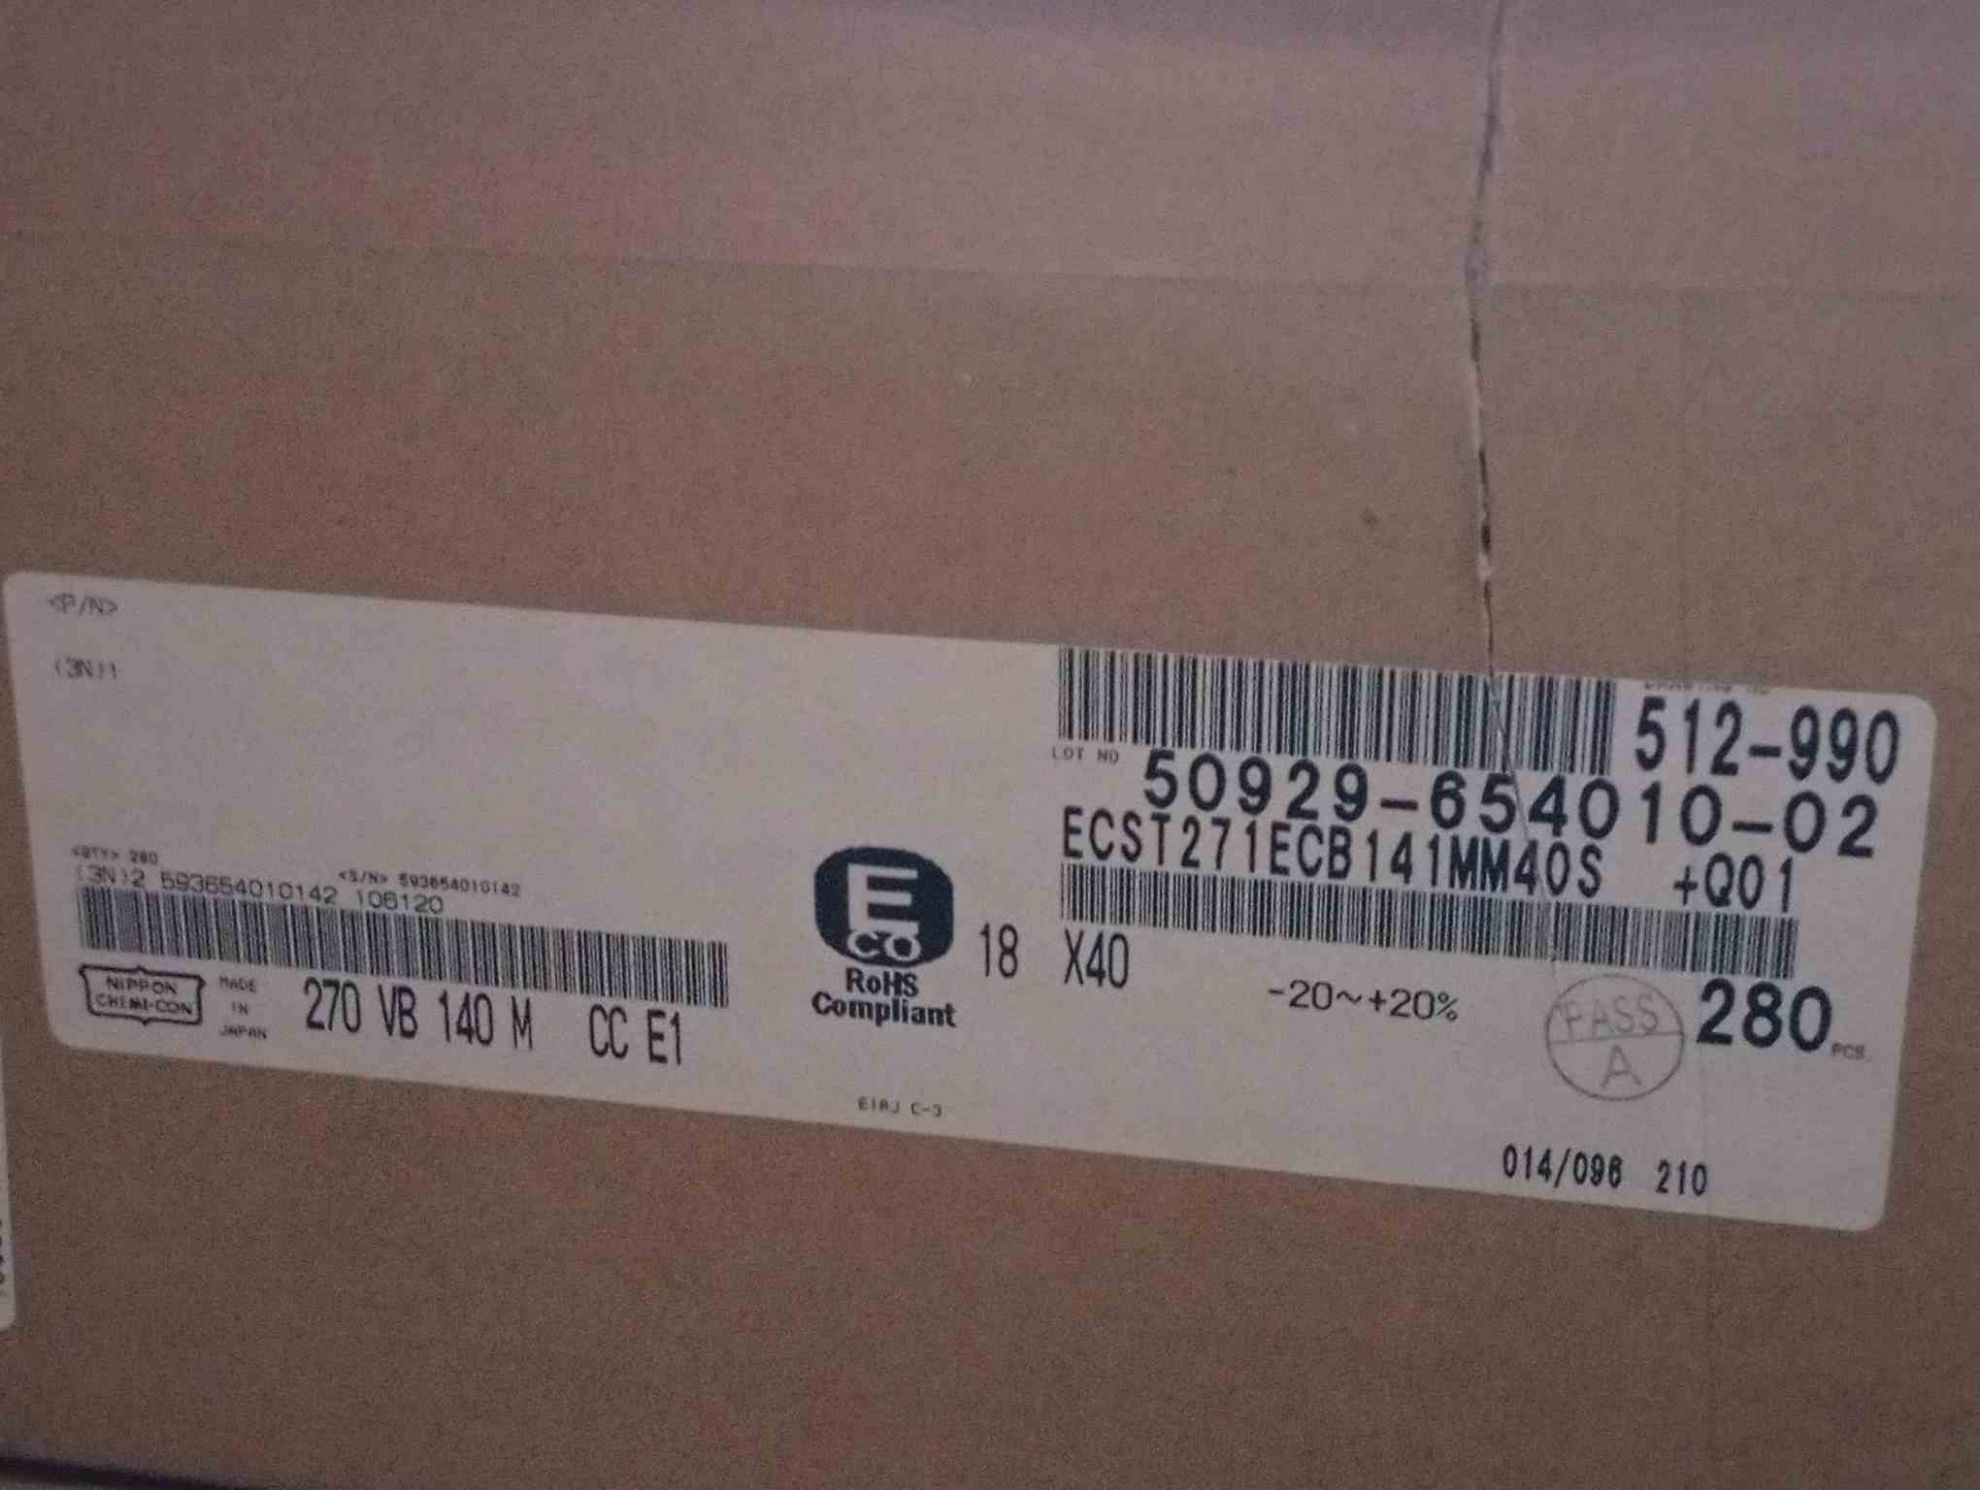 <P/N>
(3N)1
512-990
LOT NO 50929-654010-02
ECST271ECB141MM40S +Q01
<QTY> 280 <S/N> 593654010142
(3N)2 593654010142 106120
NIPPON
CHEMI-CON
MADE
IN
JAPAN
270 VB 140 M CC E1
ECO
RoHS
Compliant
18 X40
-20~+20%
PASS
A
280 PCS
EIAJ C-3
014/096 210